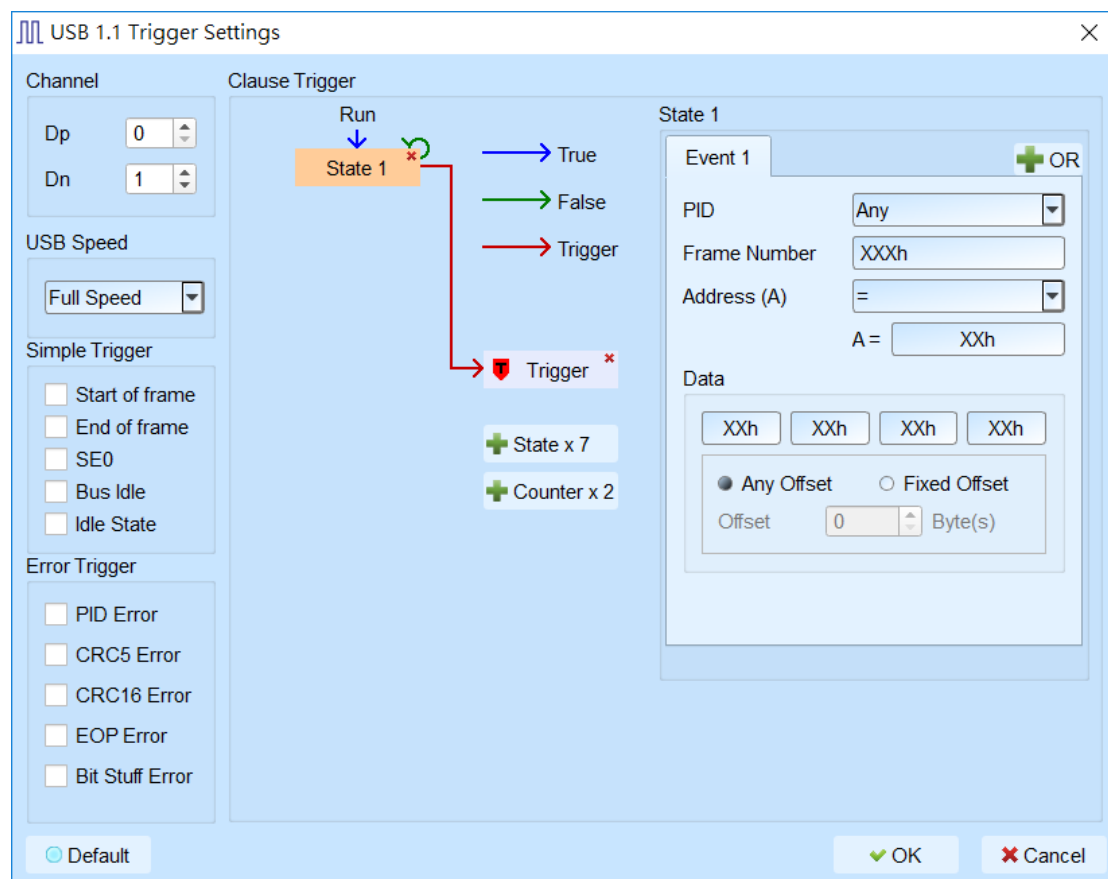 USB 1.1 Trigger Settings
Channel
Dp 0
Dn 1
USB Speed
Full Speed
Simple Trigger
Start of frame
End of frame
SE0
Bus Idle
Idle State
Error Trigger
PID Error
CRC5 Error
CRC16 Error
EOP Error
Bit Stuff Error
Clause Trigger
Run
State 1
True
False
Trigger
T Trigger
State x 7
Counter x 2
State 1
Event 1
OR
PID Any
Frame Number XXXh
Address (A) =
A = XXh
Data
XXh XXh XXh XXh
Any Offset Fixed Offset
Offset 0 Byte(s)
Default
OK
Cancel